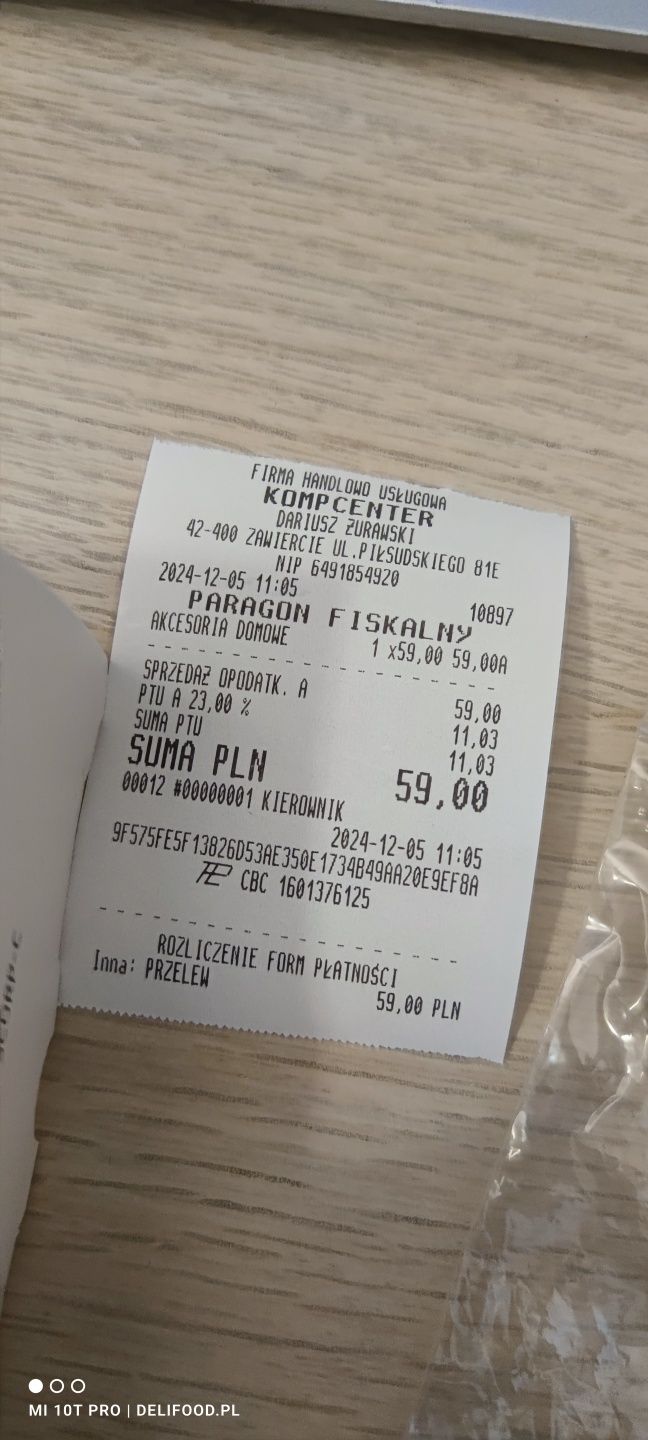 FIRMA HANDLOWO USŁUGOWA
KOMPCENTER
DARIUSZ ŻURAWSKI
42-400 ZAWIERCIE UL.PIŁSUDSKIEGO 81E
NIP 6491854920
2024-12-05 11:05 10897
PARAGON FISKALNY
AKCESORIA DOMOWE 1 x59,00 59,00A
SPRZEDAŻ OPODATK. A 59,00
PTU A 23,00 % 11,03
SUMA PTU 11,03
SUMA PLN 59,00
00012 #00000001 KIEROWNIK 2024-12-05 11:05
9F575FE5F13826D53AE350E1734B49AA20E9EF8A
CBC 1601376125
ROZLICZENIE FORM PŁATNOŚCI
Inna: PRZELEW 59,00 PLN
MI 10T PRO | DELIFOOD.PL